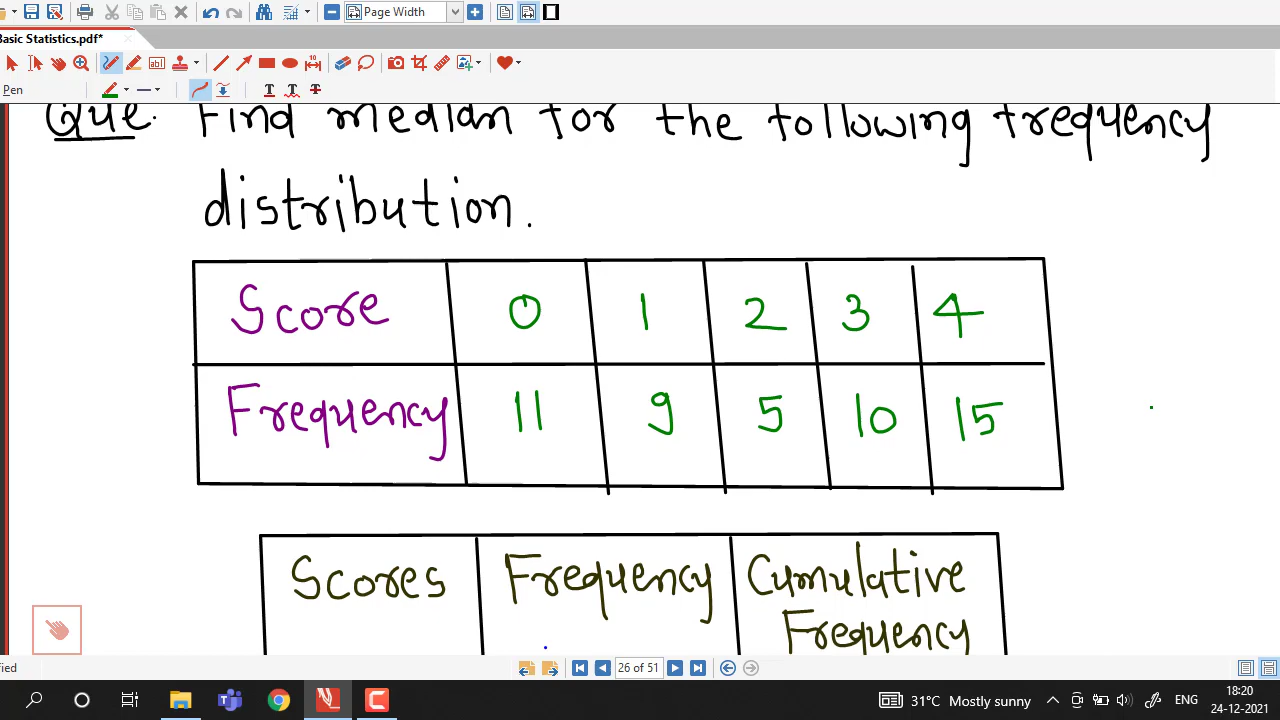 Page Width
Basic Statistics.pdf*
10
Pen
Que. Find median for the following frequency
distribution.
Score 0 1 2 3 4
Frequency 11 9 5 10 15
Scores Frequency Cumulative
Frequency
fied
26 of 51
31°C Mostly sunny
ENG
18:20
24-12-2021